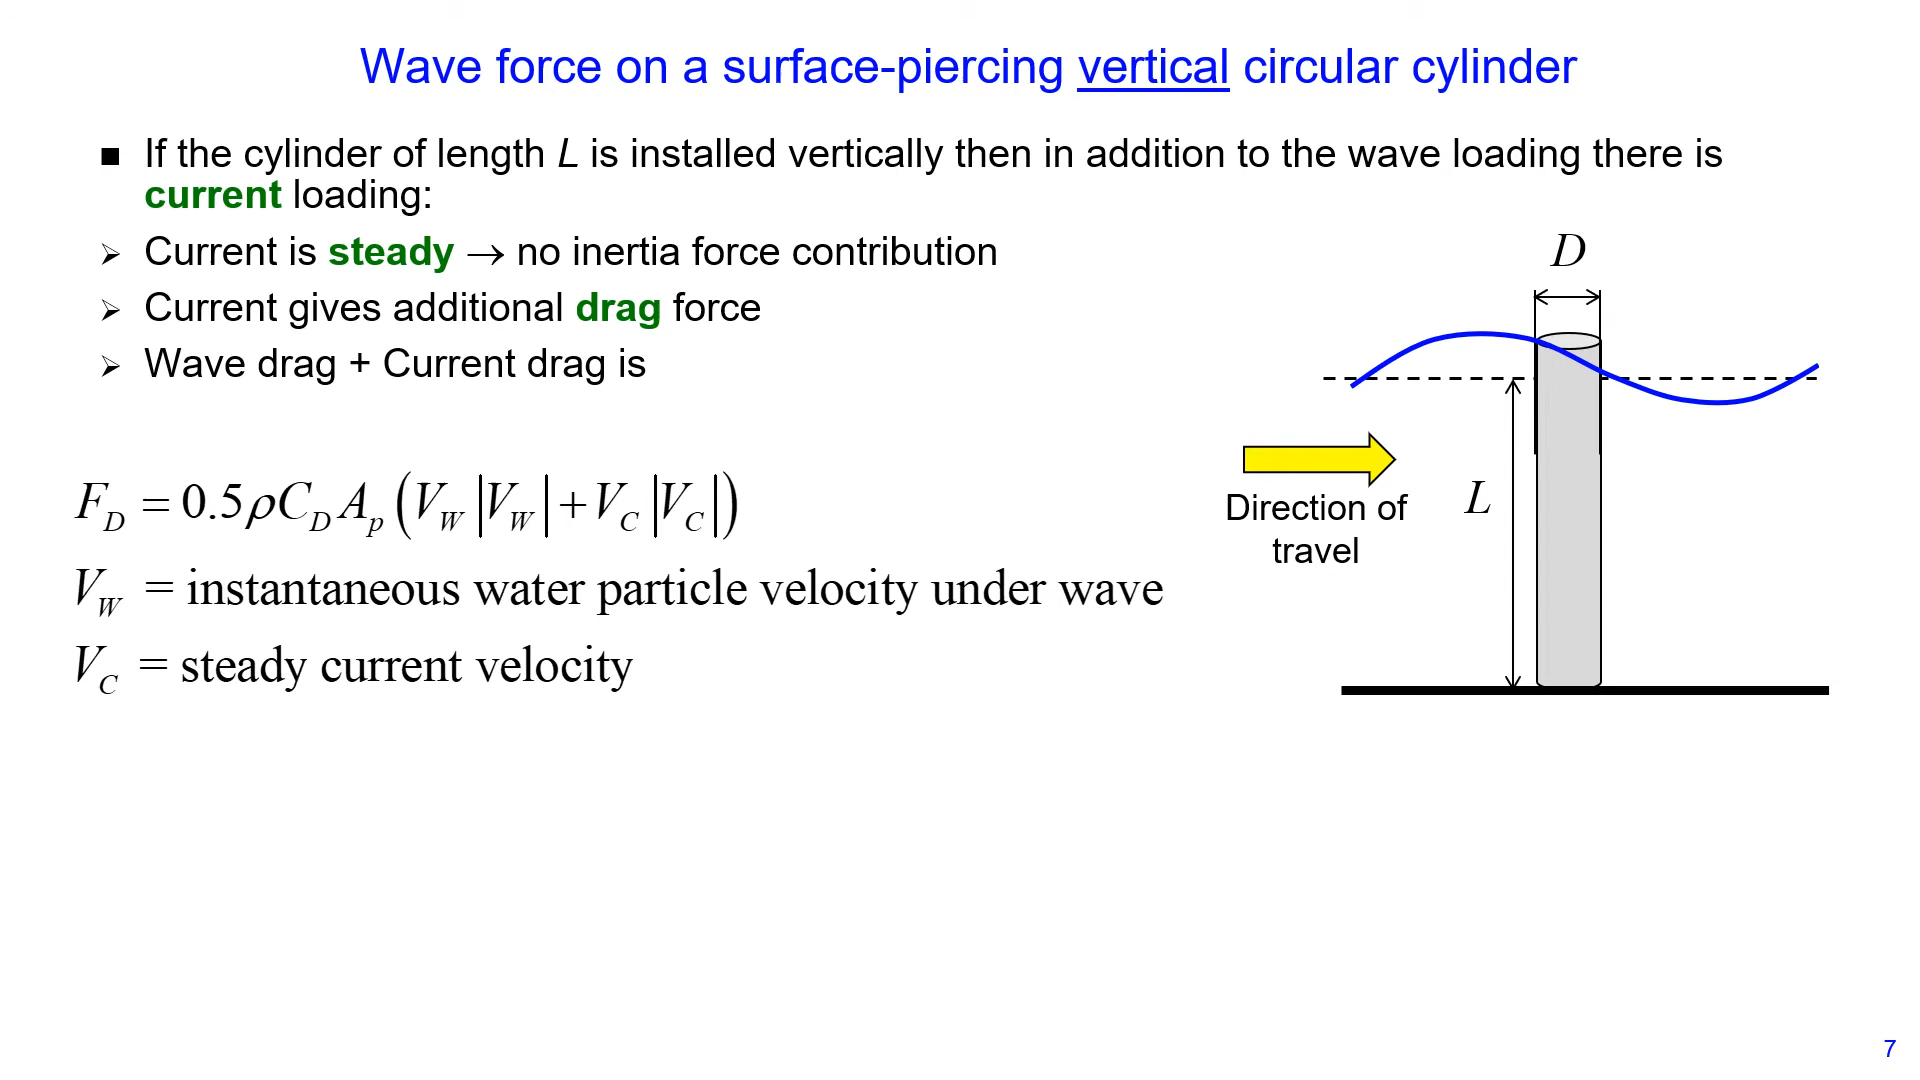 Wave force on a surface-piercing vertical circular cylinder
■ If the cylinder of length L is installed vertically then in addition to the wave loading there is
current loading:
➢ Current is steady → no inertia force contribution
➢ Current gives additional drag force
➢ Wave drag + Current drag is
F_D = 0.5ρC_D A_p (V_W |V_W| + V_C |V_C|)
V_W = instantaneous water particle velocity under wave
V_C = steady current velocity
D
L
Direction of
travel
7